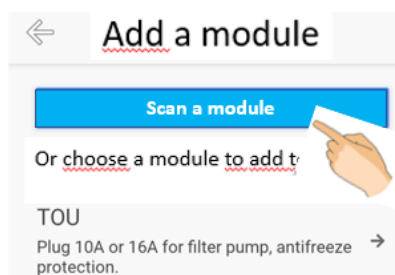 Add a module
Scan a module
Or choose a module to add
TOU
Plug 10A or 16A for filter pump, antifreeze
protection.